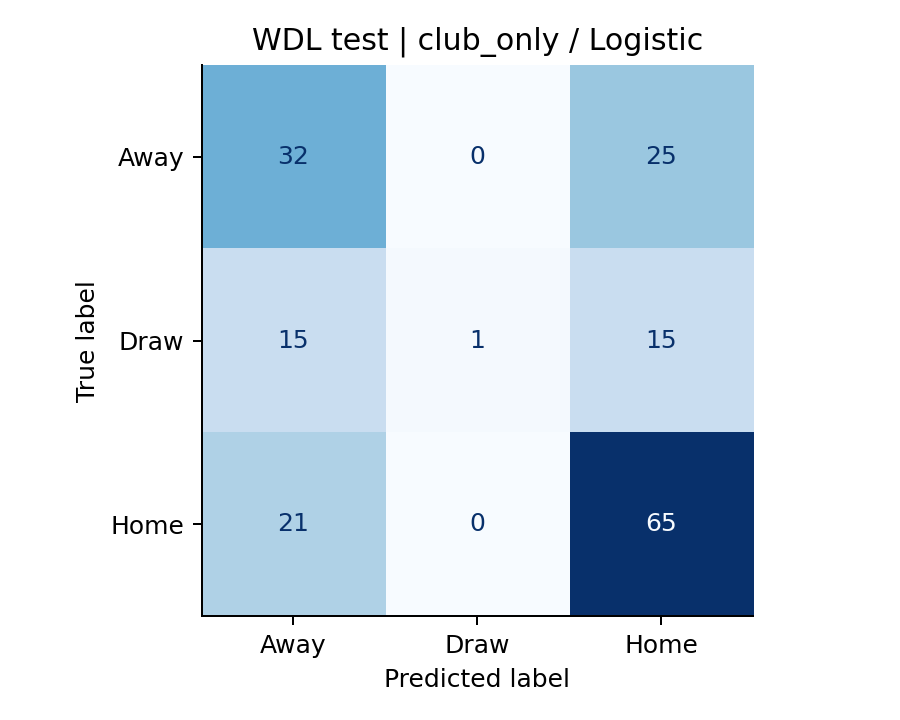 WDL test | club_only / Logistic
True label
Away
32 0 25
Draw
15 1 15
Home
21 0 65
Away Draw Home
Predicted label